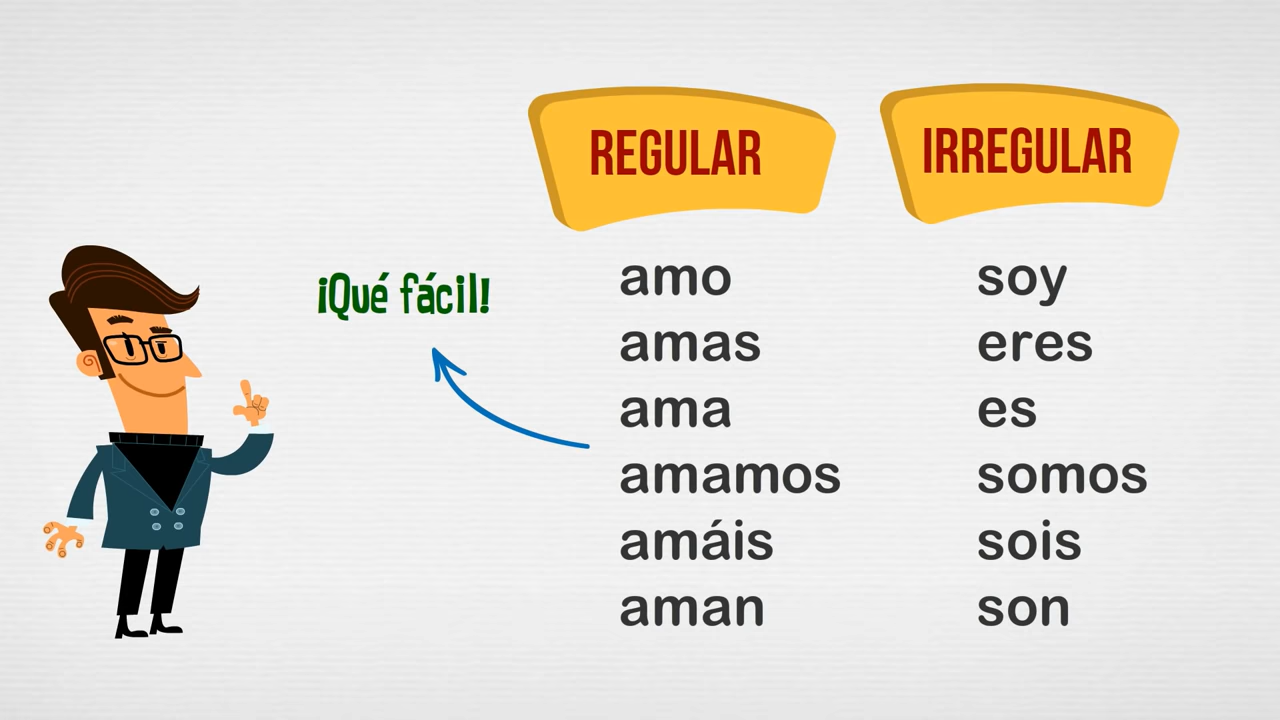 REGULAR
IRREGULAR
¡Qué fácil!
amo
amas
ama
amamos
amáis
aman
soy
eres
es
somos
sois
son